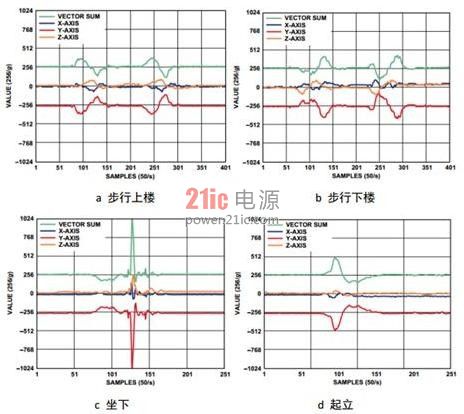 1024
768
512
256
0
−256
−512
−768
−1024
VALUE (256/g)
VECTOR SUM
X-AXIS
Y-AXIS
Z-AXIS
1 51 101 151 201 251 301 351 401
SAMPLES (50/s)
a 步行上楼
1024
768
512
256
0
−256
−512
−768
−1024
VALUE (256/g)
VECTOR SUM
X-AXIS
Y-AXIS
Z-AXIS
1 51 101 151 201 251 301 351 401
SAMPLES (50/s)
b 步行下楼
21ic 电源
power21ic.com
1024
768
512
256
0
−256
−512
−768
−1024
VALUE (256/g)
VECTOR SUM
X-AXIS
Y-AXIS
Z-AXIS
1 51 101 151 201 251
SAMPLES (50/s)
c 坐下
1024
768
512
256
0
−256
−512
−768
−1024
VALUE (256/g)
VECTOR SUM
X-AXIS
Y-AXIS
Z-AXIS
1 51 101 151 201 251
SAMPLES (50/s)
d 起立